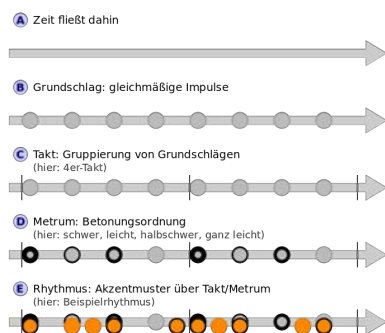 A Zeit fließt dahin
B Grundschlag: gleichmäßige Impulse
C Takt: Gruppierung von Grundschlägen
(hier: 4er-Takt)
D Metrum: Betonungsordnung
(hier: schwer, leicht, halbschwer, ganz leicht)
E Rhythmus: Akzentmuster über Takt/Metrum
(hier: Beispielrhythmus)